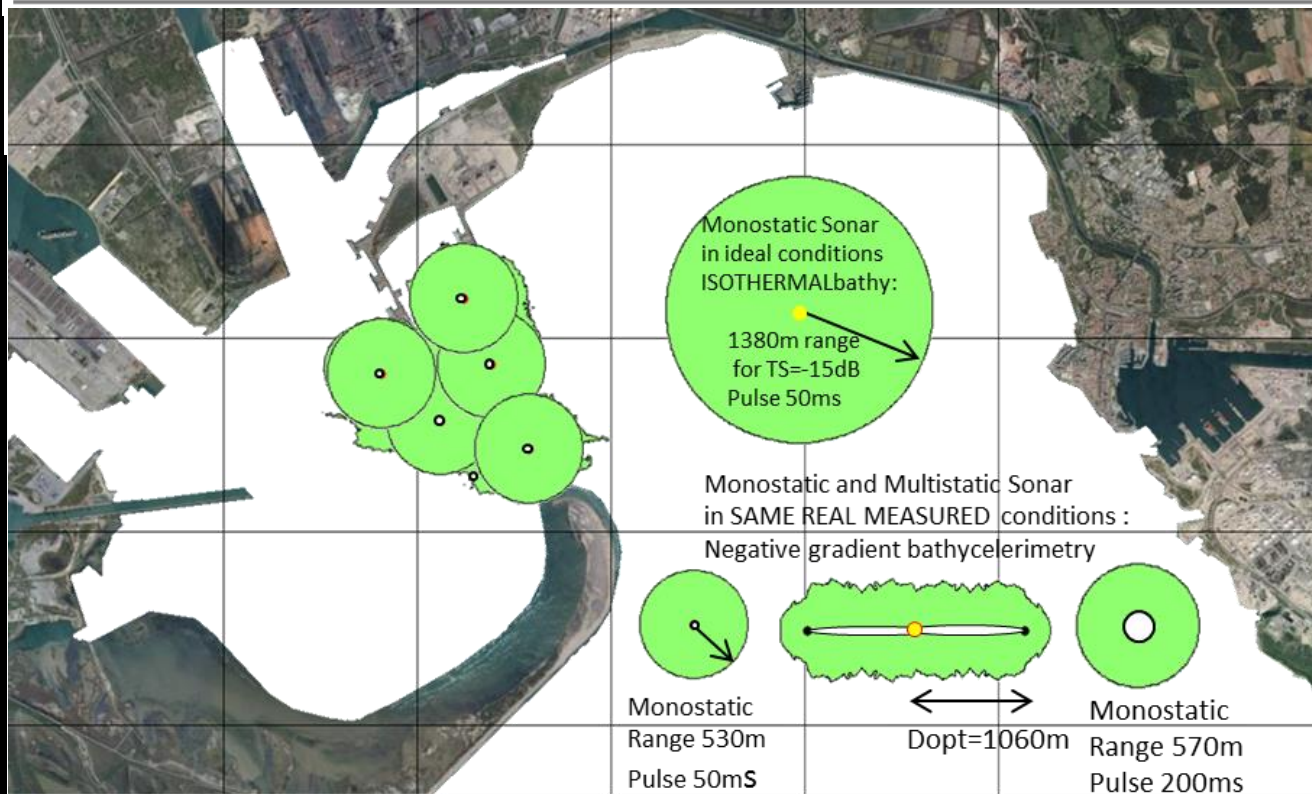 Monostatic Sonar
in ideal conditions
ISOTHERMALbathy:
1380m range
for TS=-15dB
Pulse 50ms
Monostatic and Multistatic Sonar
in SAME REAL MEASURED conditions :
Negative gradient bathycelerimetry
Monostatic
Range 530m
Pulse 50mS
Dopt=1060m
Monostatic
Range 570m
Pulse 200ms